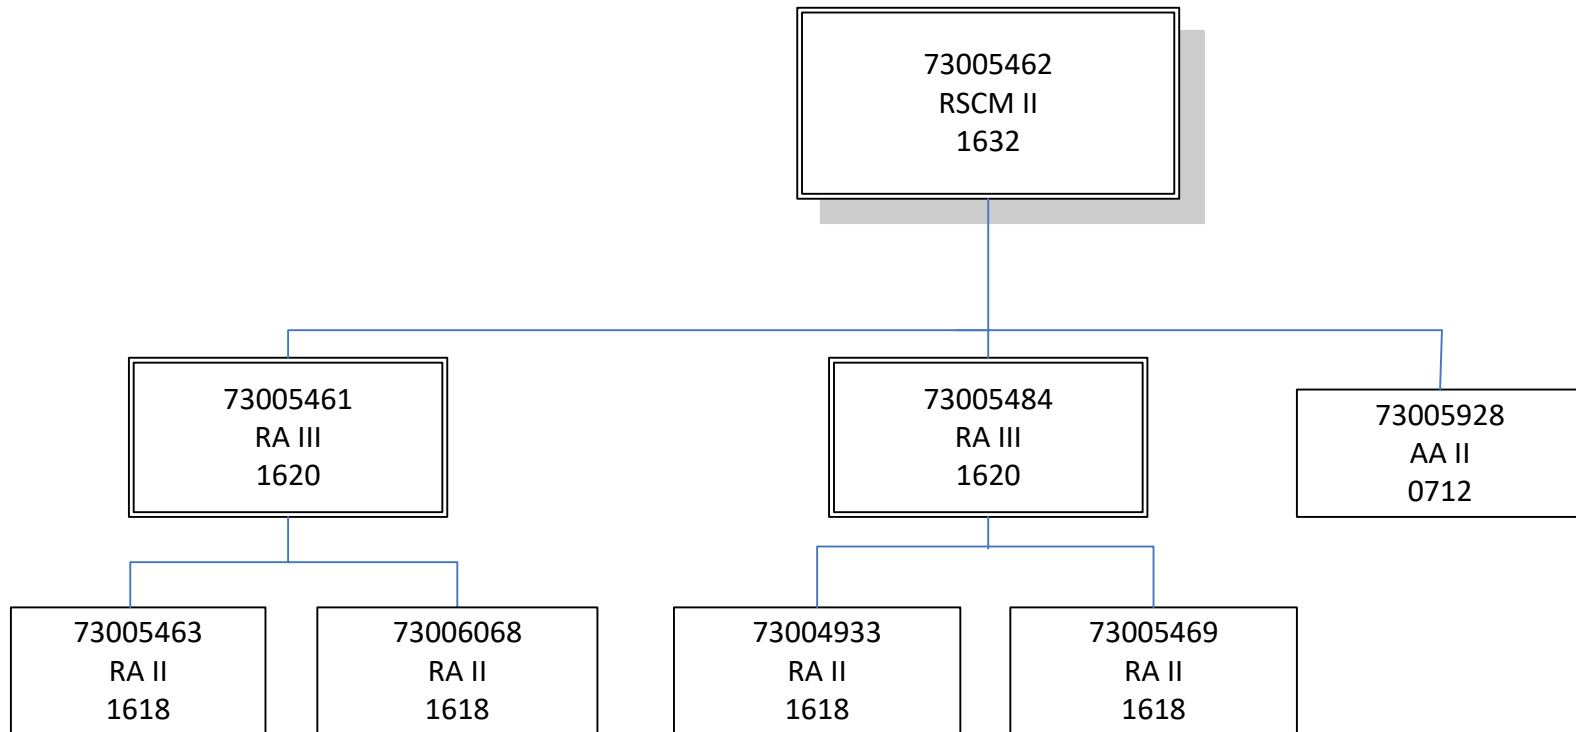 73005462
RSCM II
1632
73005461
RA III
1620
73005484
RA III
1620
73005928
AA II
0712
73005463
RA II
1618
73006068
RA II
1618
73004933
RA II
1618
73005469
RA II
1618